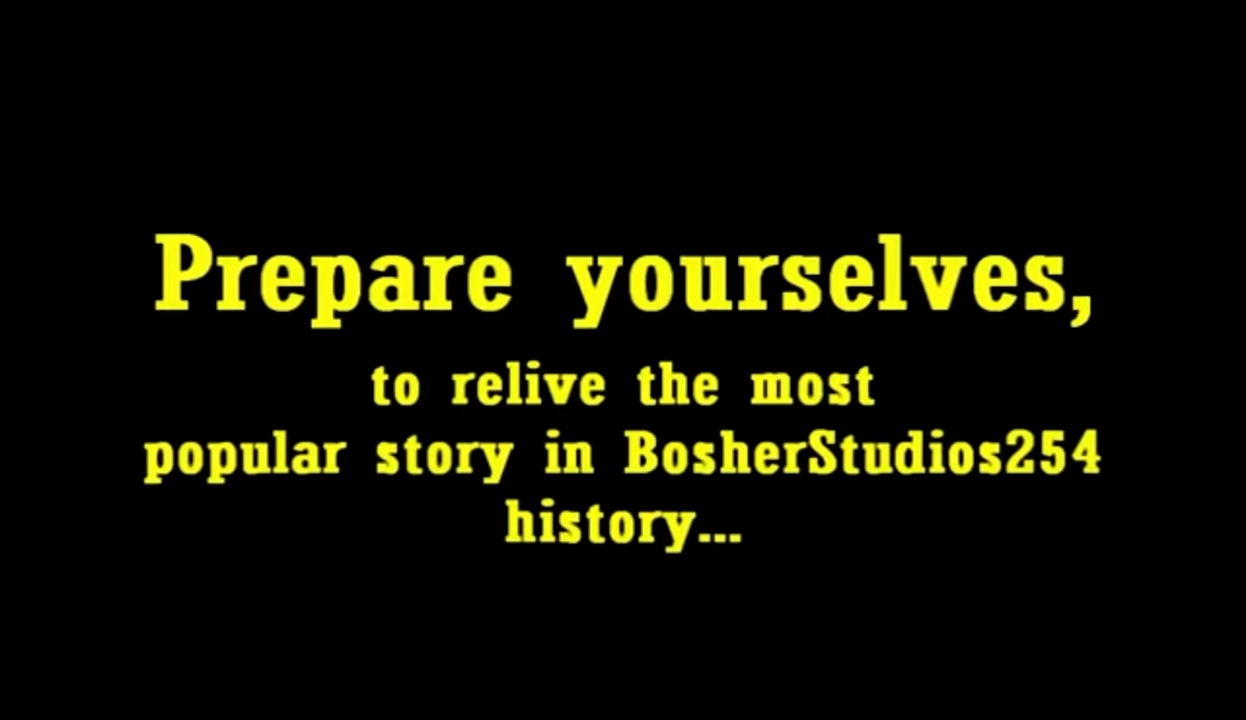 Prepare yourselves,
to relive the most
popular story in BosherStudios254
history...